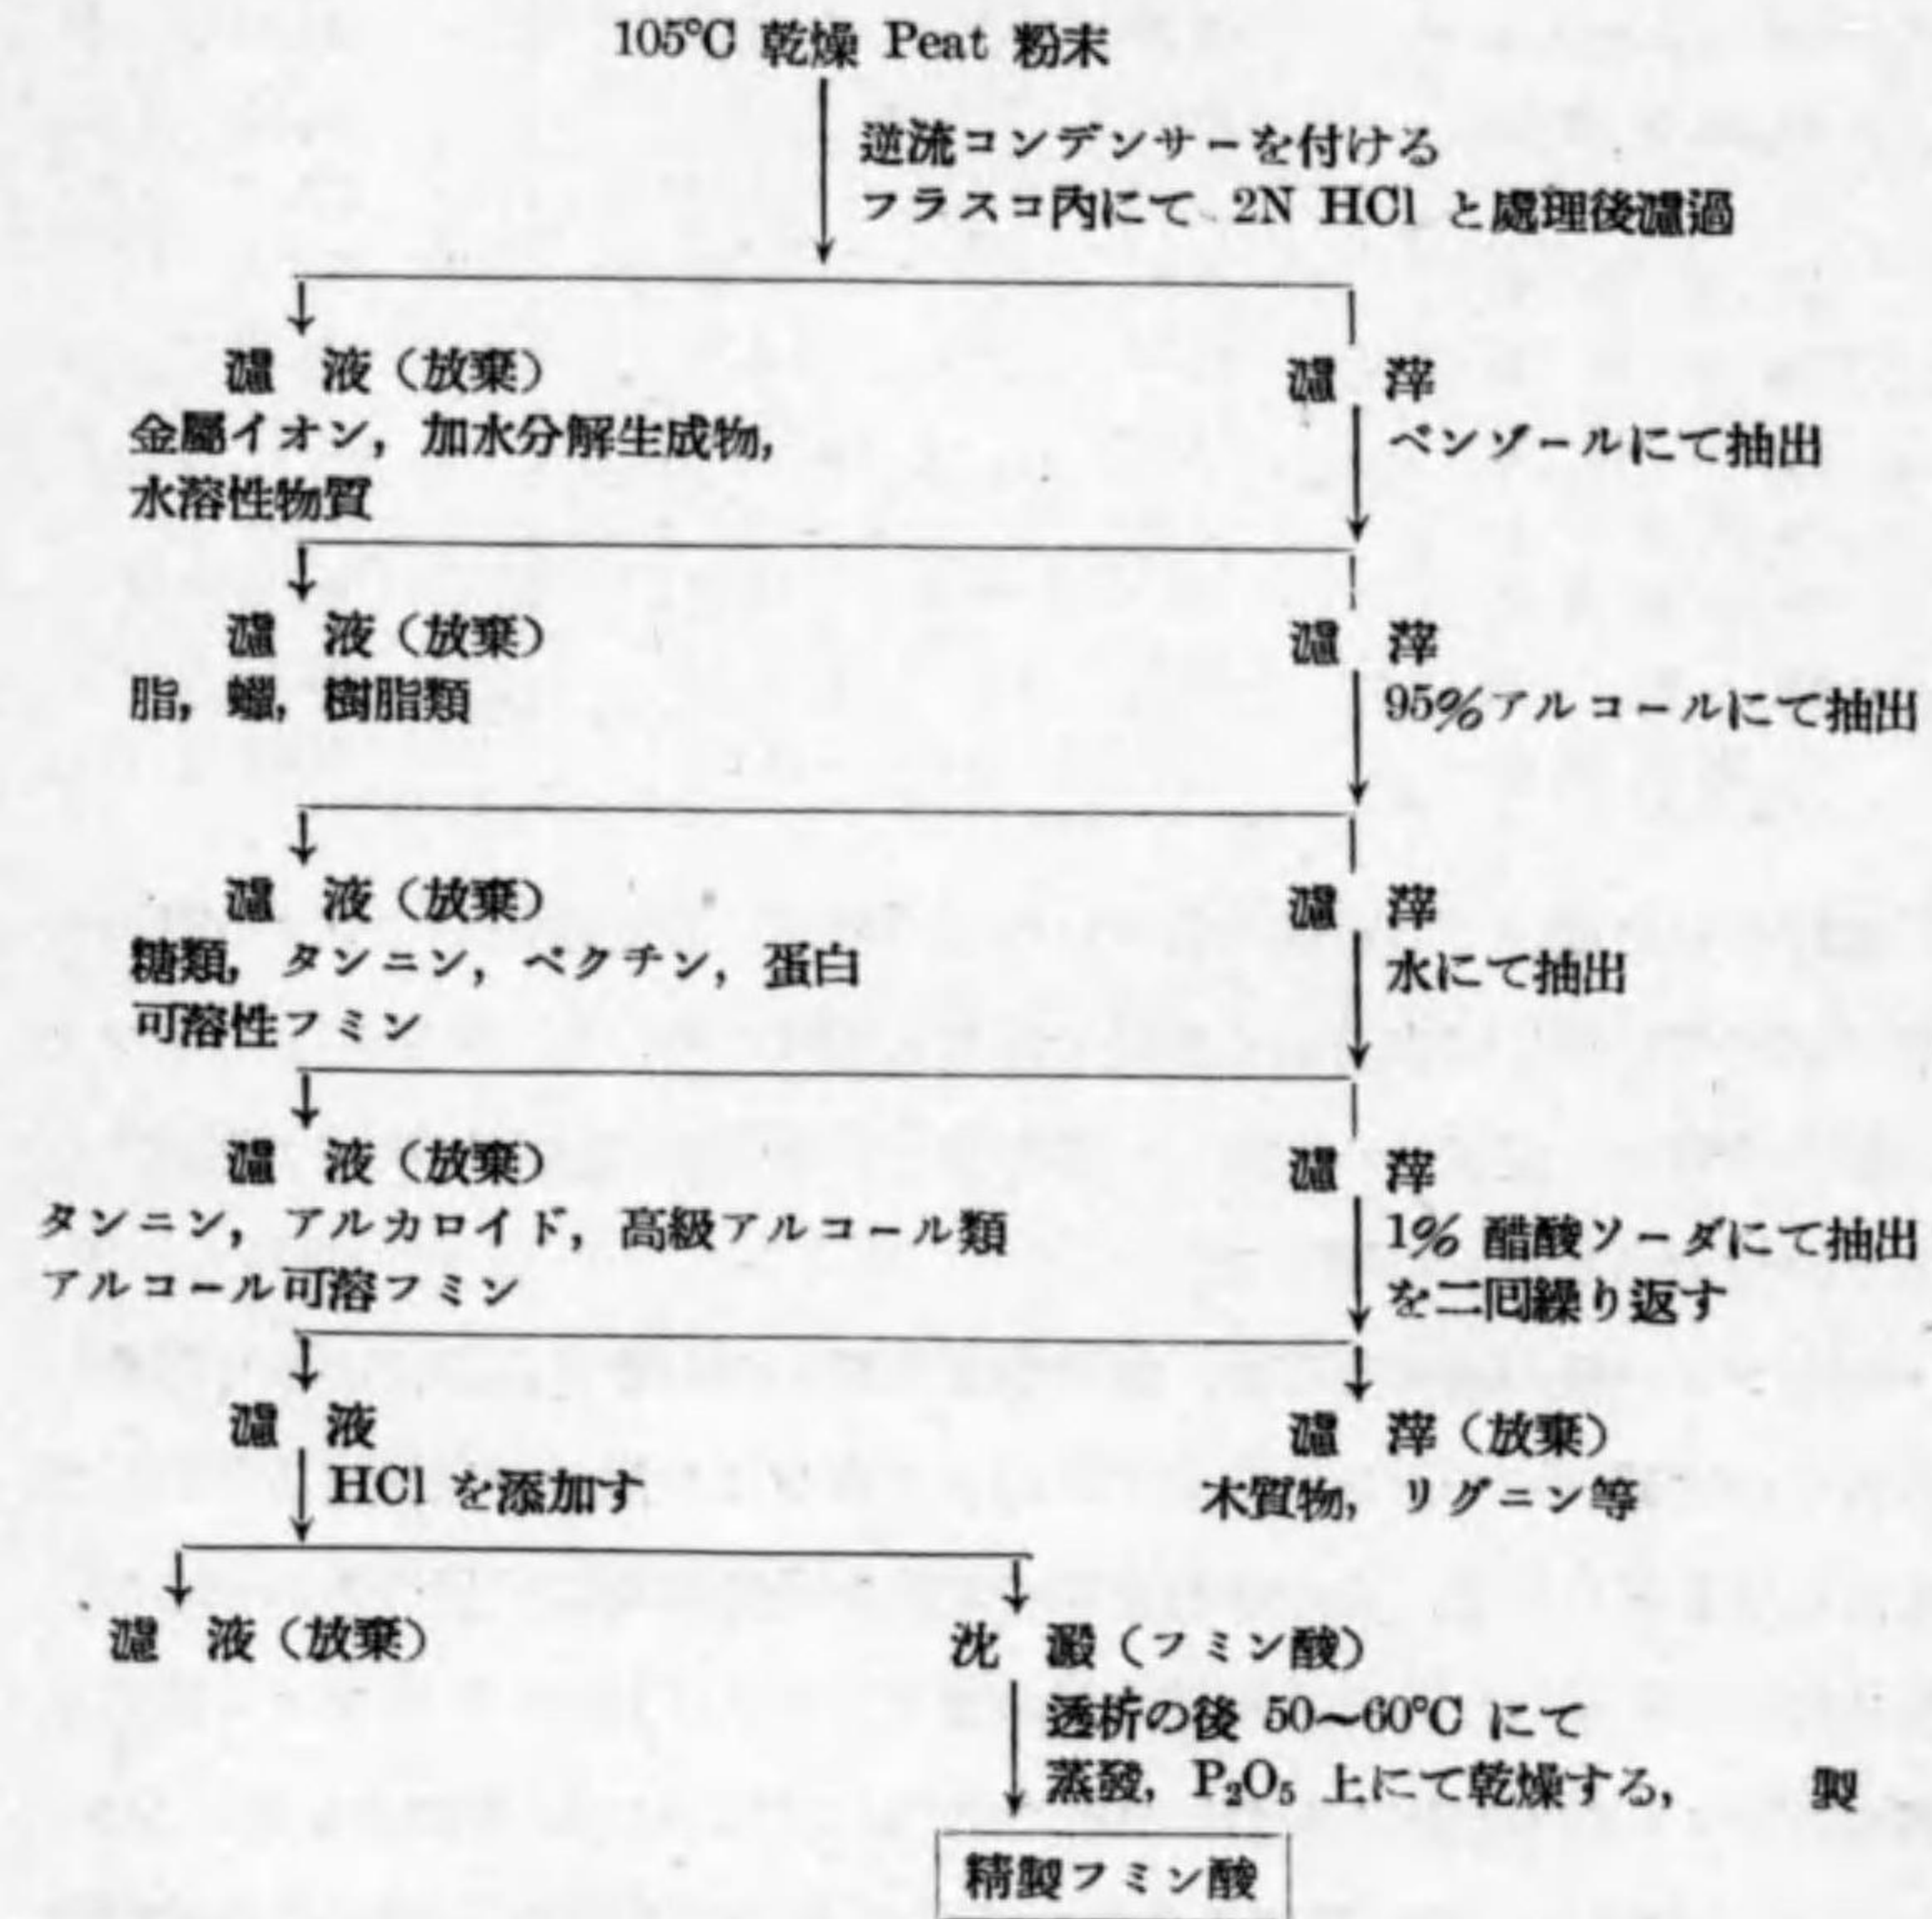 105°C 乾燥 Peat 粉末
逆流コンデンサーを付ける
フラスコ内にて 2N HCl と處理後濾過
濾 液（放棄）
金屬イオン, 加水分解生成物,
水溶性物質
濾 滓
ベンゾールにて抽出
濾 液（放棄）
脂, 蠟, 樹脂類
濾 滓
95%アルコールにて抽出
濾 液（放棄）
糖類, タンニン, ペクチン, 蛋白
可溶性フミン
濾 滓
水にて抽出
濾 液（放棄）
タンニン, アルカロイド, 高級アルコール類
アルコール可溶フミン
濾 滓
1% 醋酸ソーダにて抽出
を二囘繰り返す
濾 液
HCl を添加す
濾 滓（放棄）
木質物, リグニン等
濾 液（放棄）
沈 澱（フミン酸）
透析の後 50〜60°C にて
蒸發, P₂O₅ 上にて乾燥する, 製
精製フミン酸